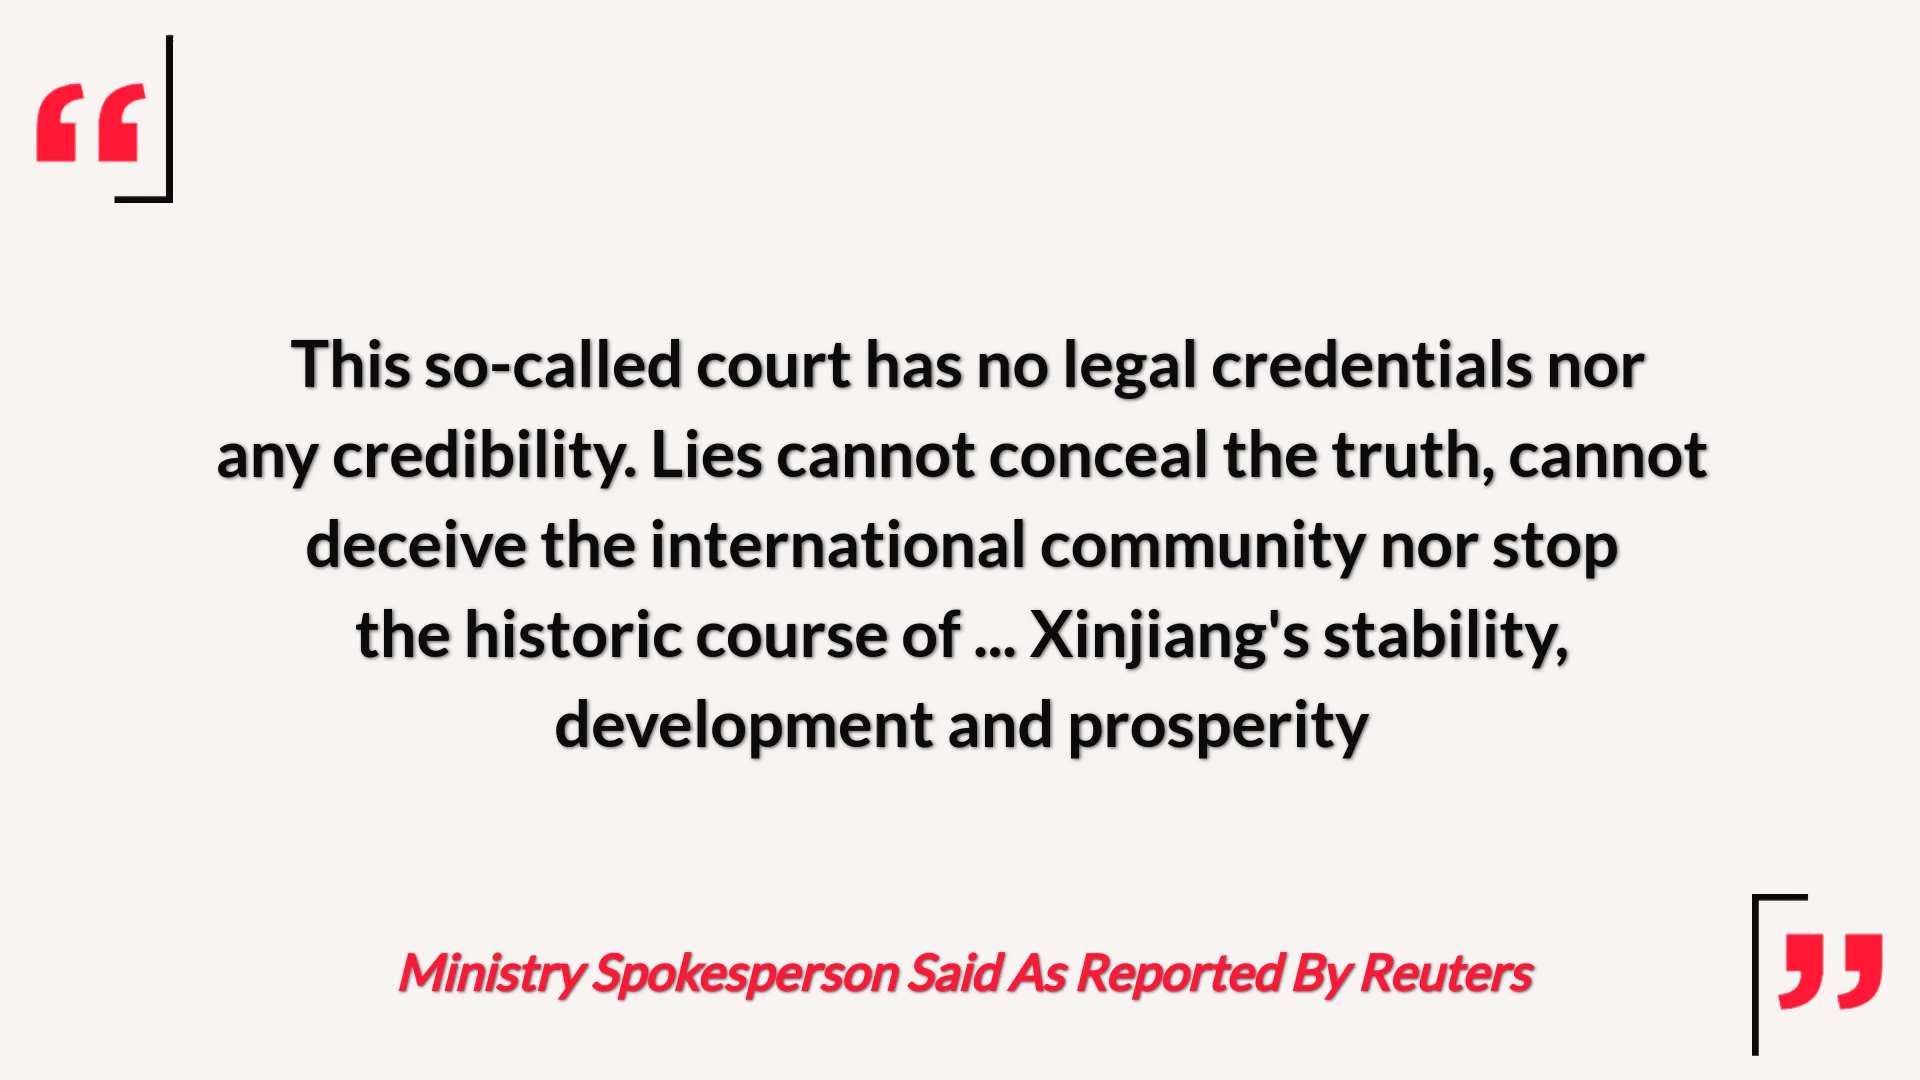 “
This so-called court has no legal credentials nor
any credibility. Lies cannot conceal the truth, cannot
deceive the international community nor stop
the historic course of ... Xinjiang's stability,
development and prosperity
Ministry Spokesperson Said As Reported By Reuters
”